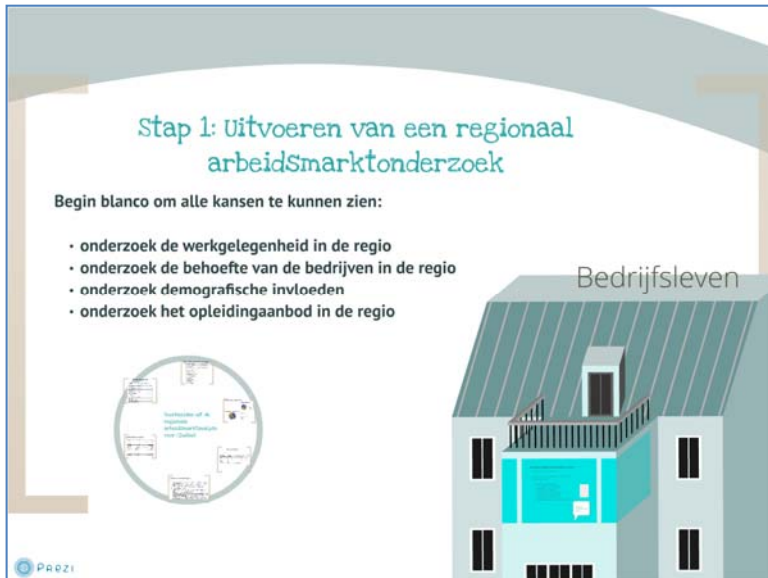 Stap 1: Uitvoeren van een regionaal
arbeidsmarktonderzoek
Begin blanco om alle kansen te kunnen zien:
• onderzoek de werkgelegenheid in de regio
• onderzoek de behoefte van de bedrijven in de regio
• onderzoek demografische invloeden
• onderzoek het opleidingaanbod in de regio
Bedrijfsleven
regionale
arbeidsmarktanalyse
Prezi